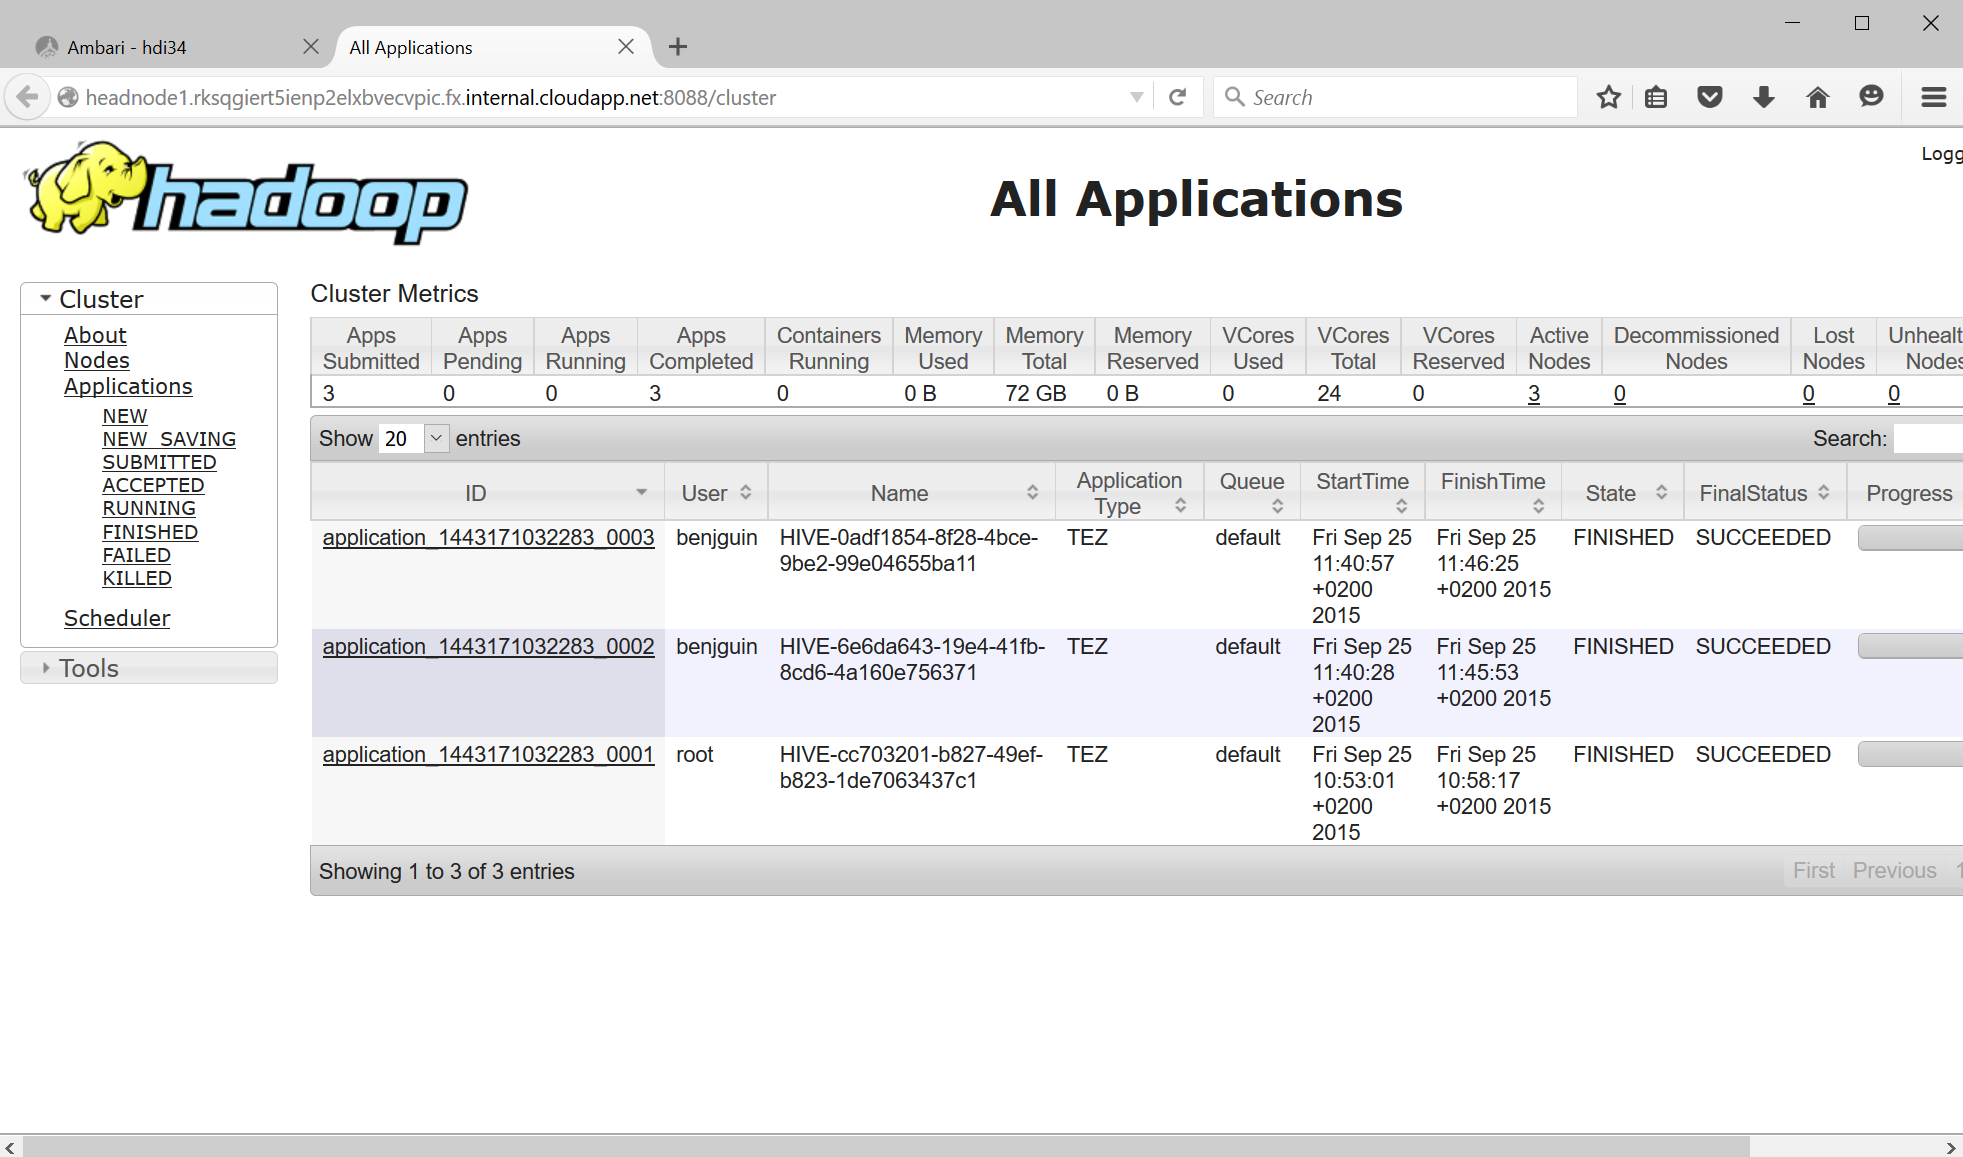 Ambari - hdi34
All Applications
headnode1.rksqgiert5ienp2elxbvecvpic.fx.internal.cloudapp.net:8088/cluster
Search
hadoop
All Applications
Logg
Cluster
About
Nodes
Applications
NEW
NEW_SAVING
SUBMITTED
ACCEPTED
RUNNING
FINISHED
FAILED
KILLED
Scheduler
Tools
Cluster Metrics
Apps Submitted Apps Pending Apps Running Apps Completed Containers Running Memory Used Memory Total Memory Reserved VCores Used VCores Total VCores Reserved Active Nodes Decommissioned Nodes Lost Nodes Unhealt Nodes
3 0 0 3 0 0 B 72 GB 0 B 0 24 0 3 0 0 0
Show 20 entries Search:
ID User Name Application Type Queue StartTime FinishTime State FinalStatus Progress
application_1443171032283_0003 benjguin HIVE-0adf1854-8f28-4bce-9be2-99e04655ba11 TEZ default Fri Sep 25 11:40:57 +0200 2015 Fri Sep 25 11:46:25 +0200 2015 FINISHED SUCCEEDED
application_1443171032283_0002 benjguin HIVE-6e6da643-19e4-41fb-8cd6-4a160e756371 TEZ default Fri Sep 25 11:40:28 +0200 2015 Fri Sep 25 11:45:53 +0200 2015 FINISHED SUCCEEDED
application_1443171032283_0001 root HIVE-cc703201-b827-49ef-b823-1de7063437c1 TEZ default Fri Sep 25 10:53:01 +0200 2015 Fri Sep 25 10:58:17 +0200 2015 FINISHED SUCCEEDED
Showing 1 to 3 of 3 entries First Previous 1